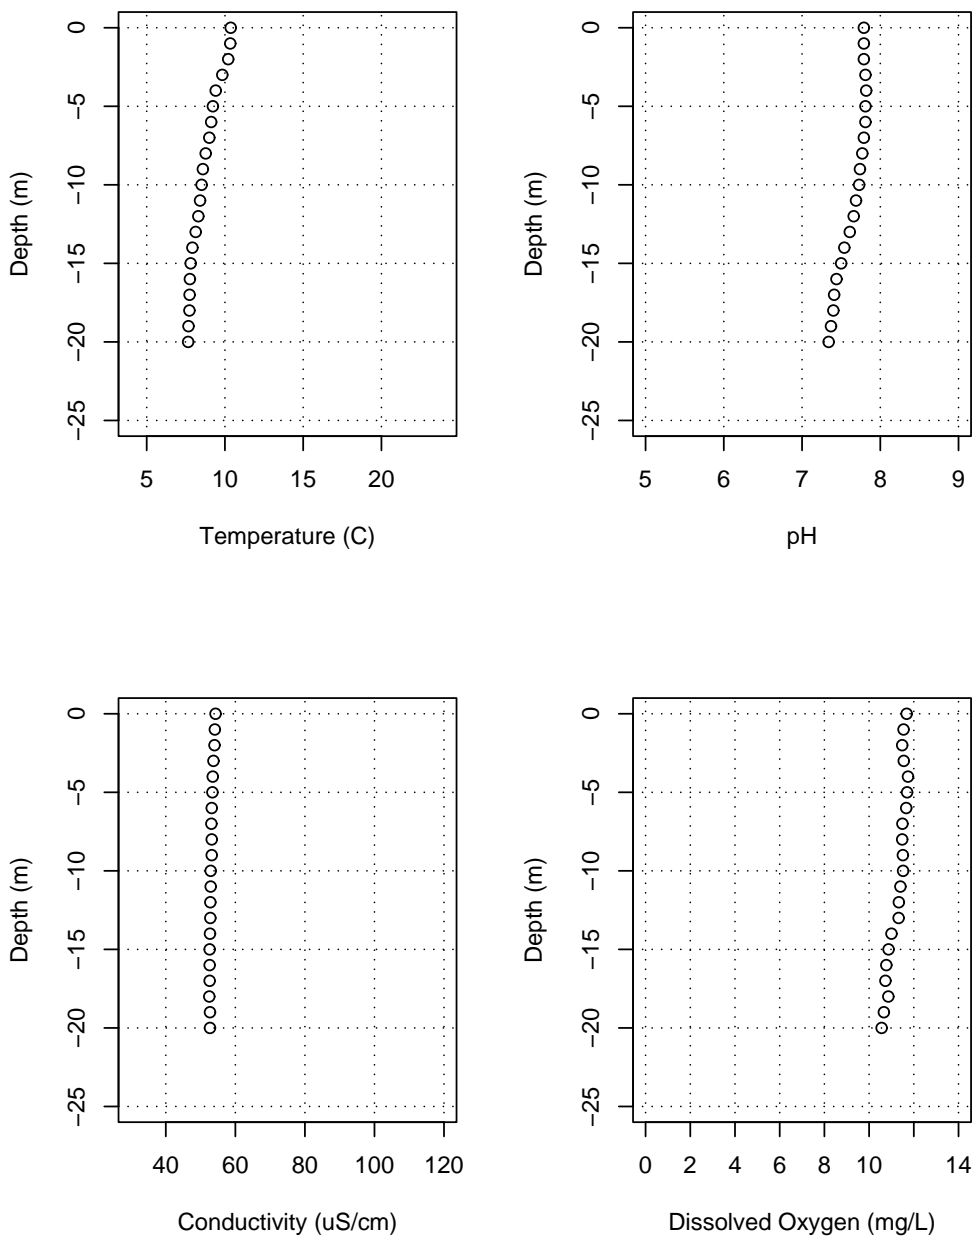 0
−5
−10
−15
−20
−25
Depth (m)
5 10 15 20
Temperature (C)
0
−5
−10
−15
−20
−25
Depth (m)
5 6 7 8 9
pH
0
−5
−10
−15
−20
−25
Depth (m)
40 60 80 100 120
Conductivity (uS/cm)
0
−5
−10
−15
−20
−25
Depth (m)
0 2 4 6 8 10 14
Dissolved Oxygen (mg/L)